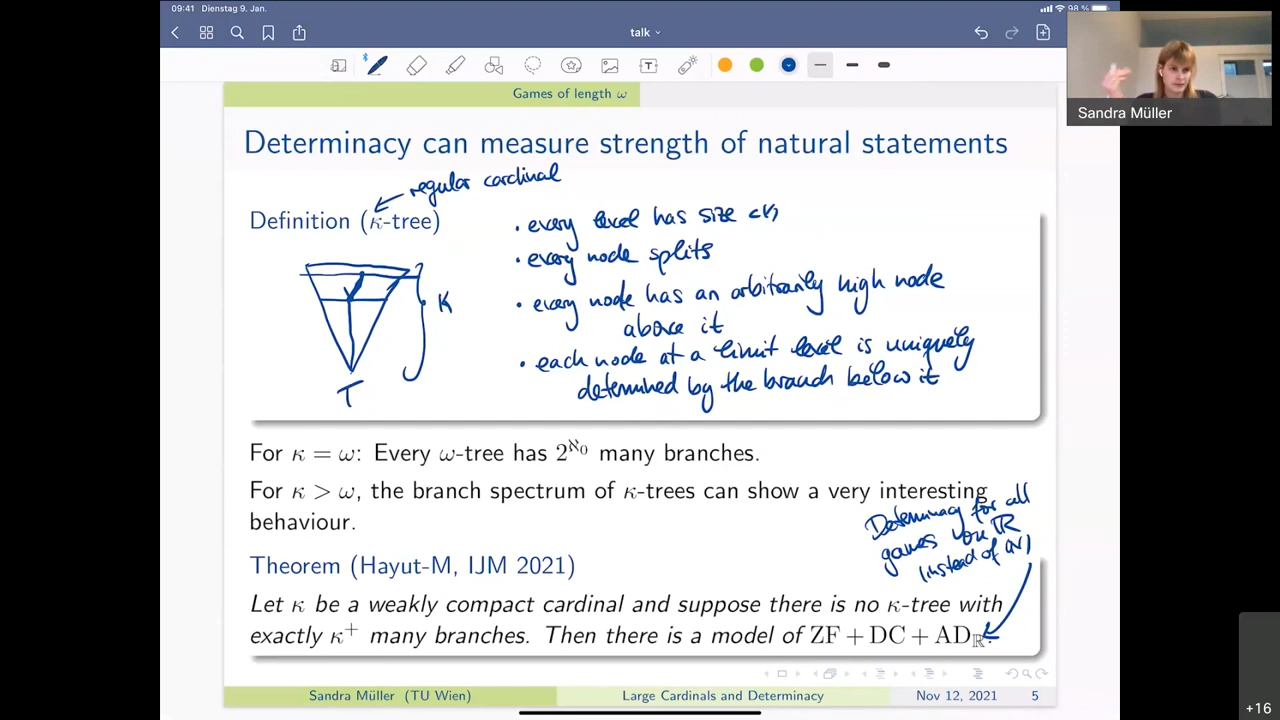 09:41 Dienstag 9. Jan.
98 %
talk
Sandra Müller
Games of length ω
Determinacy can measure strength of natural statements
regular cardinal
Definition (κ-tree)
• every level has size <κ
• every node splits
• every node has an arbitrarily high node
above it
• each node at a limit level is uniquely
determined by the branch below it
κ
T
For κ = ω: Every ω-tree has 2^ℵ₀ many branches.
For κ > ω, the branch spectrum of κ-trees can show a very interesting
behaviour.
Determinacy for all
games on ℝ
(instead of ℕ)
Theorem (Hayut-M, IJM 2021)
Let κ be a weakly compact cardinal and suppose there is no κ-tree with
exactly κ⁺ many branches. Then there is a model of ZF + DC + AD_ℝ.
Sandra Müller (TU Wien)
Large Cardinals and Determinacy
Nov 12, 2021
5
+16